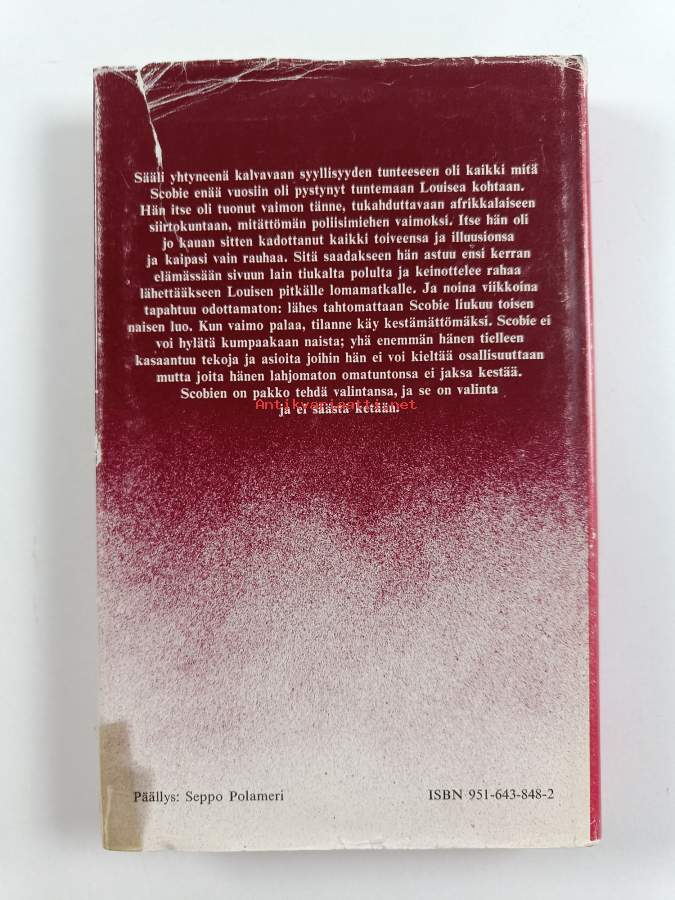 Sääli yhtyneenä kalvavaan syyllisyyden tunteeseen oli kaikki mitä
Scobie enää vuosiin oli pystynyt tuntemaan Louisea kohtaan.
Hän itse oli tuonut vaimon tänne, tukahduttavaan afrikkalaiseen
siirtokuntaan, mitättömän poliisimiehen vaimoksi. Itse hän oli
jo kauan sitten kadottanut kaikki toiveensa ja illuusionsa
ja kaipasi vain rauhaa. Sitä saadakseen hän astuu ensi kerran
elämässään sivuun lain tiukalta polulta ja keinottelee rahaa
lähettääkseen Louisen pitkälle lomamatkalle. Ja noina viikkoina
tapahtuu odottamaton: lähes tahtomattaan Scobie liukuu toisen
naisen luo. Kun vaimo palaa, tilanne käy kestämättömäksi. Scobie ei
voi hylätä kumpaakaan naista; yhä enemmän hänen tielleen
kasaantuu tekoja ja asioita joihin hän ei voi kieltää osallisuuttaan
mutta joita hänen lahjomaton omatuntonsa ei jaksa kestää.
Scobien on pakko tehdä valintansa, ja se on valinta
Antikvariaatti.net
ja ei säästä ketään.
Päällys: Seppo Polameri
ISBN 951-643-848-2